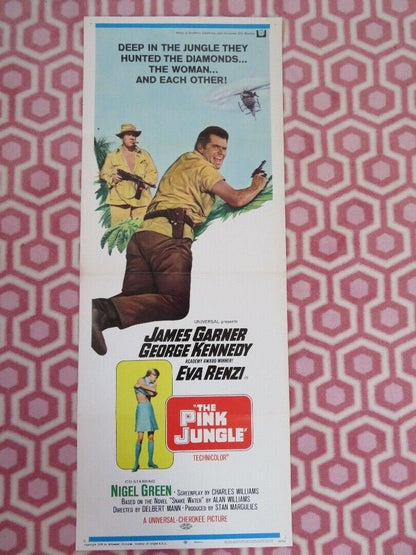 DEEP IN THE JUNGLE THEY
HUNTED THE DIAMONDS...
THE WOMAN...
AND EACH OTHER!
UNIVERSAL presents
JAMES GARNER
GEORGE KENNEDY
ACADEMY AWARD WINNER!
EVA RENZI in
"THE
PINK
JUNGLE"
TECHNICOLOR®
CO-STARRING
NIGEL GREEN • SCREENPLAY BY CHARLES WILLIAMS
BASED ON THE NOVEL "SNAKE WATER" BY ALAN WILLIAMS
DIRECTED BY DELBERT MANN • PRODUCED BY STAN MARGULIES
A UNIVERSAL-CHEROKEE PICTURE